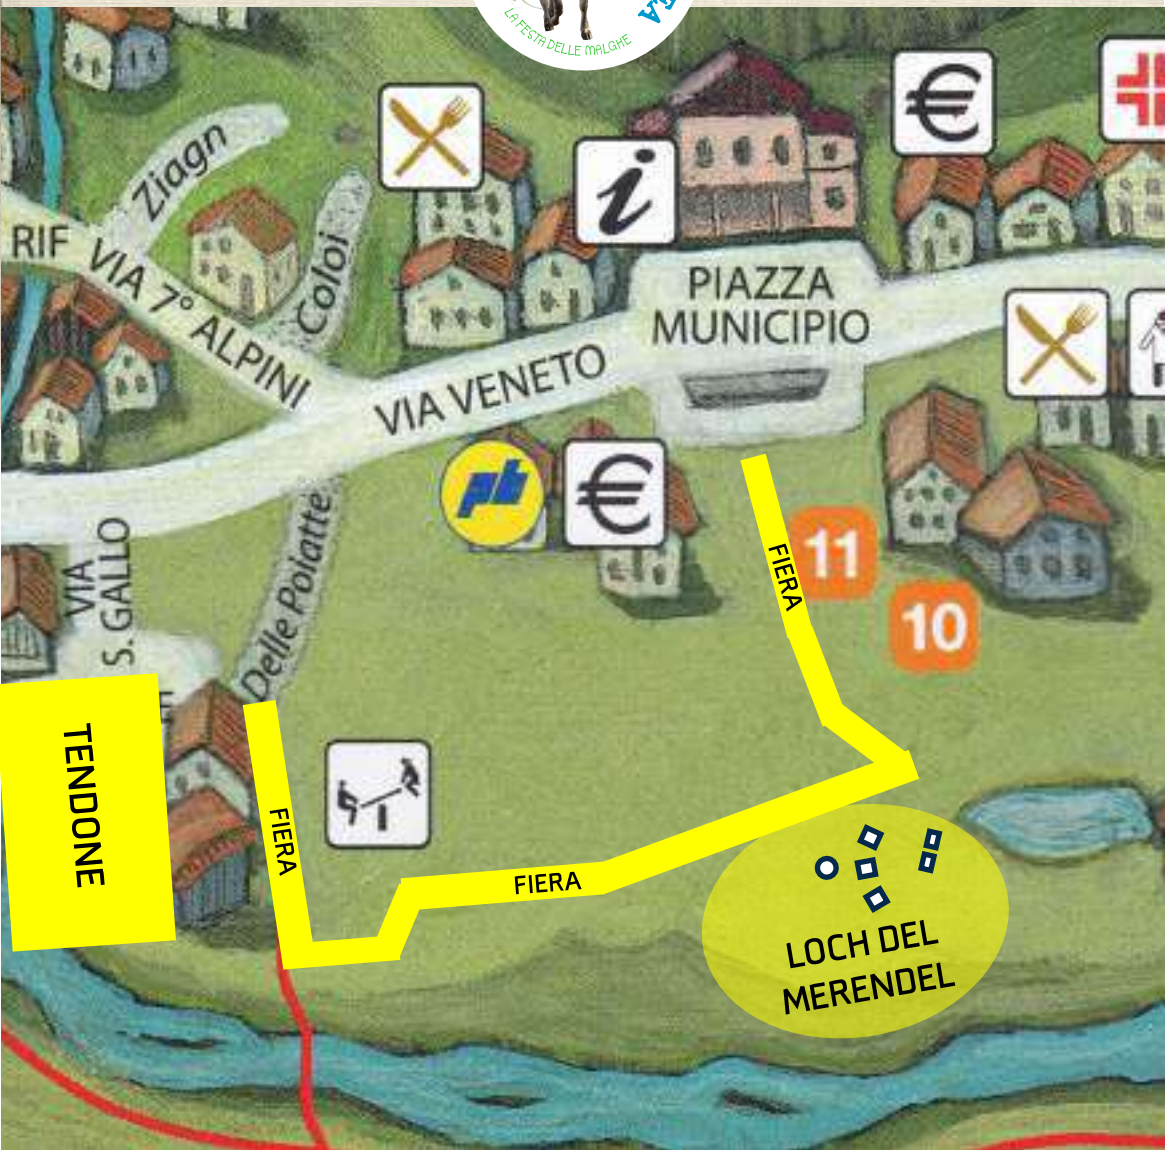 LA FESTA DELLE MALGHE
Ziagn
RIF
VIA 7° ALPINI
Coloi
i
€
PIAZZA
MUNICIPIO
VIA VENETO
pt
€
VIA
S. GALLO
Delle Poiatte
FIERA
11
10
TENDONE
FIERA
FIERA
LOCH DEL
MERENDEL